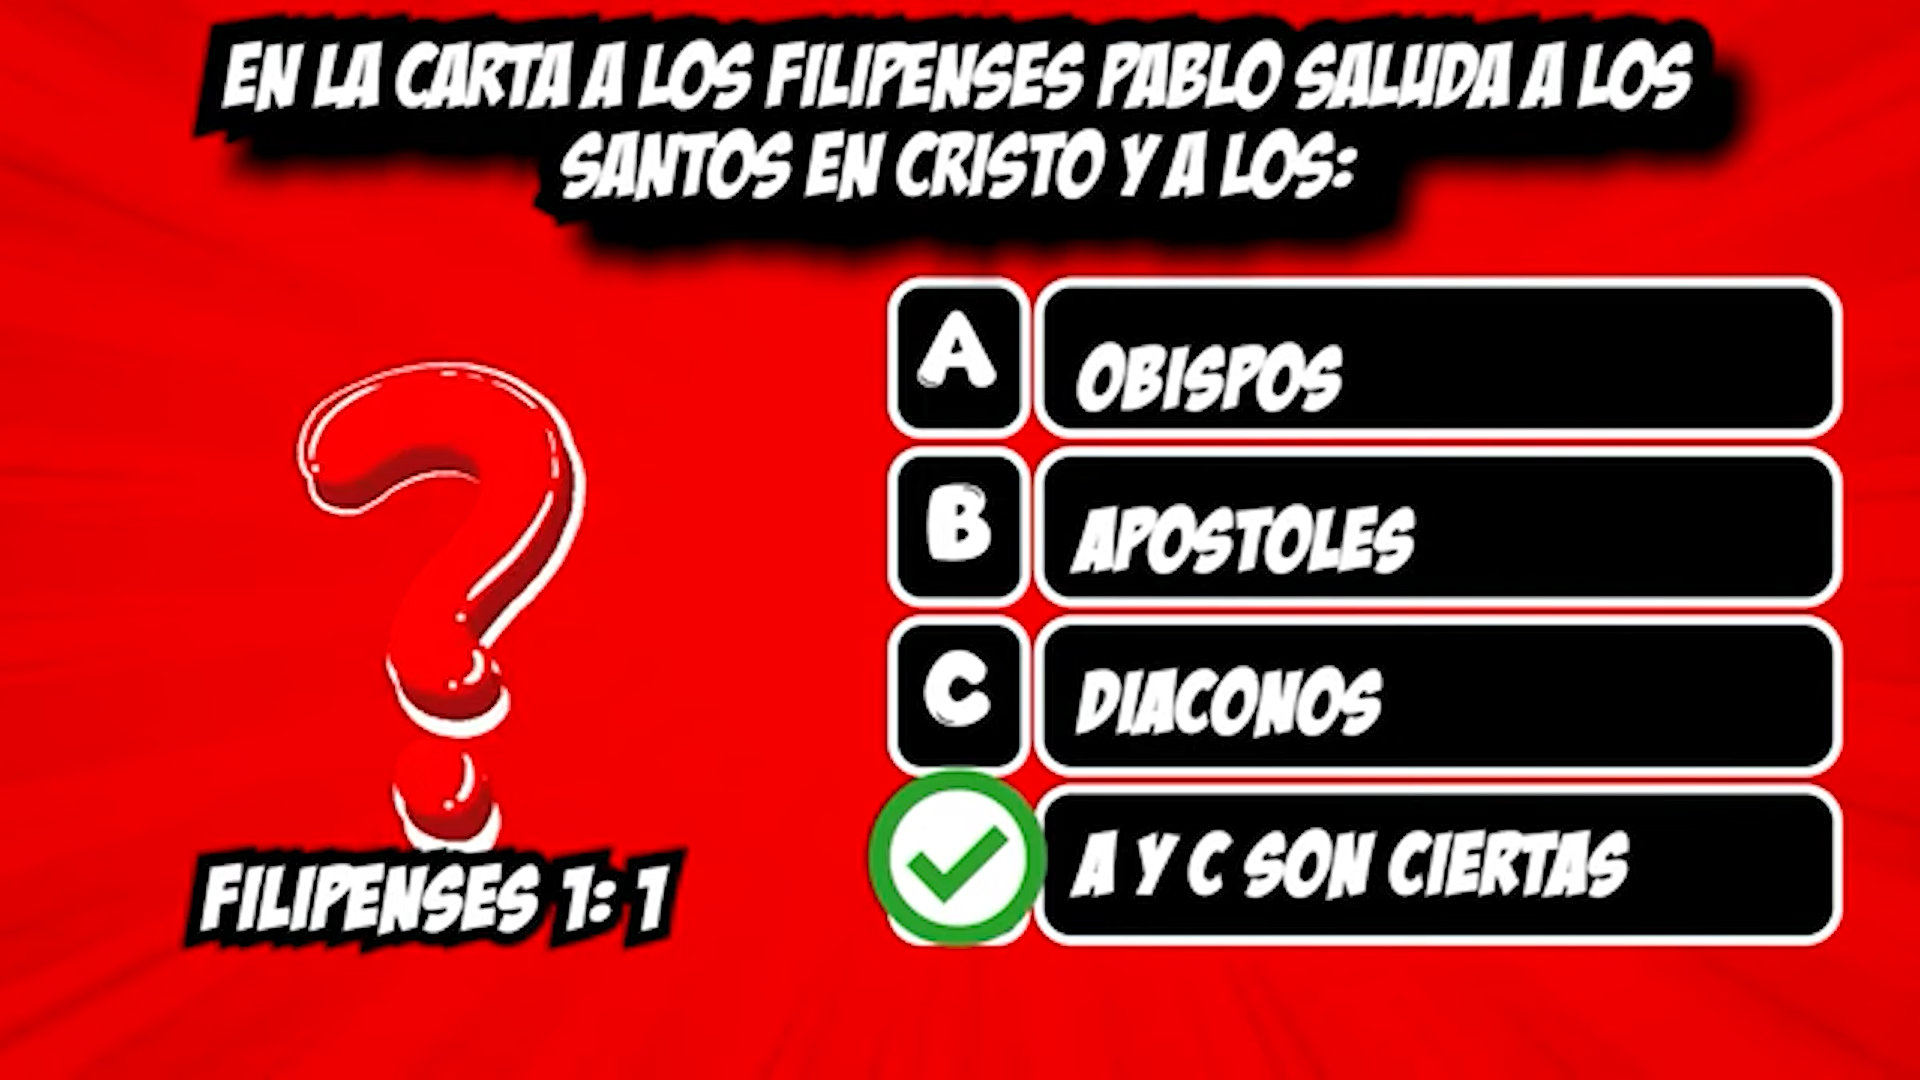 EN LA CARTA A LOS FILIPENSES PABLO SALUDA A LOS
SANTOS EN CRISTO Y A LOS:
A OBISPOS
B APOSTOLES
C DIACONOS
A Y C SON CIERTAS
FILIPENSES 1: 1